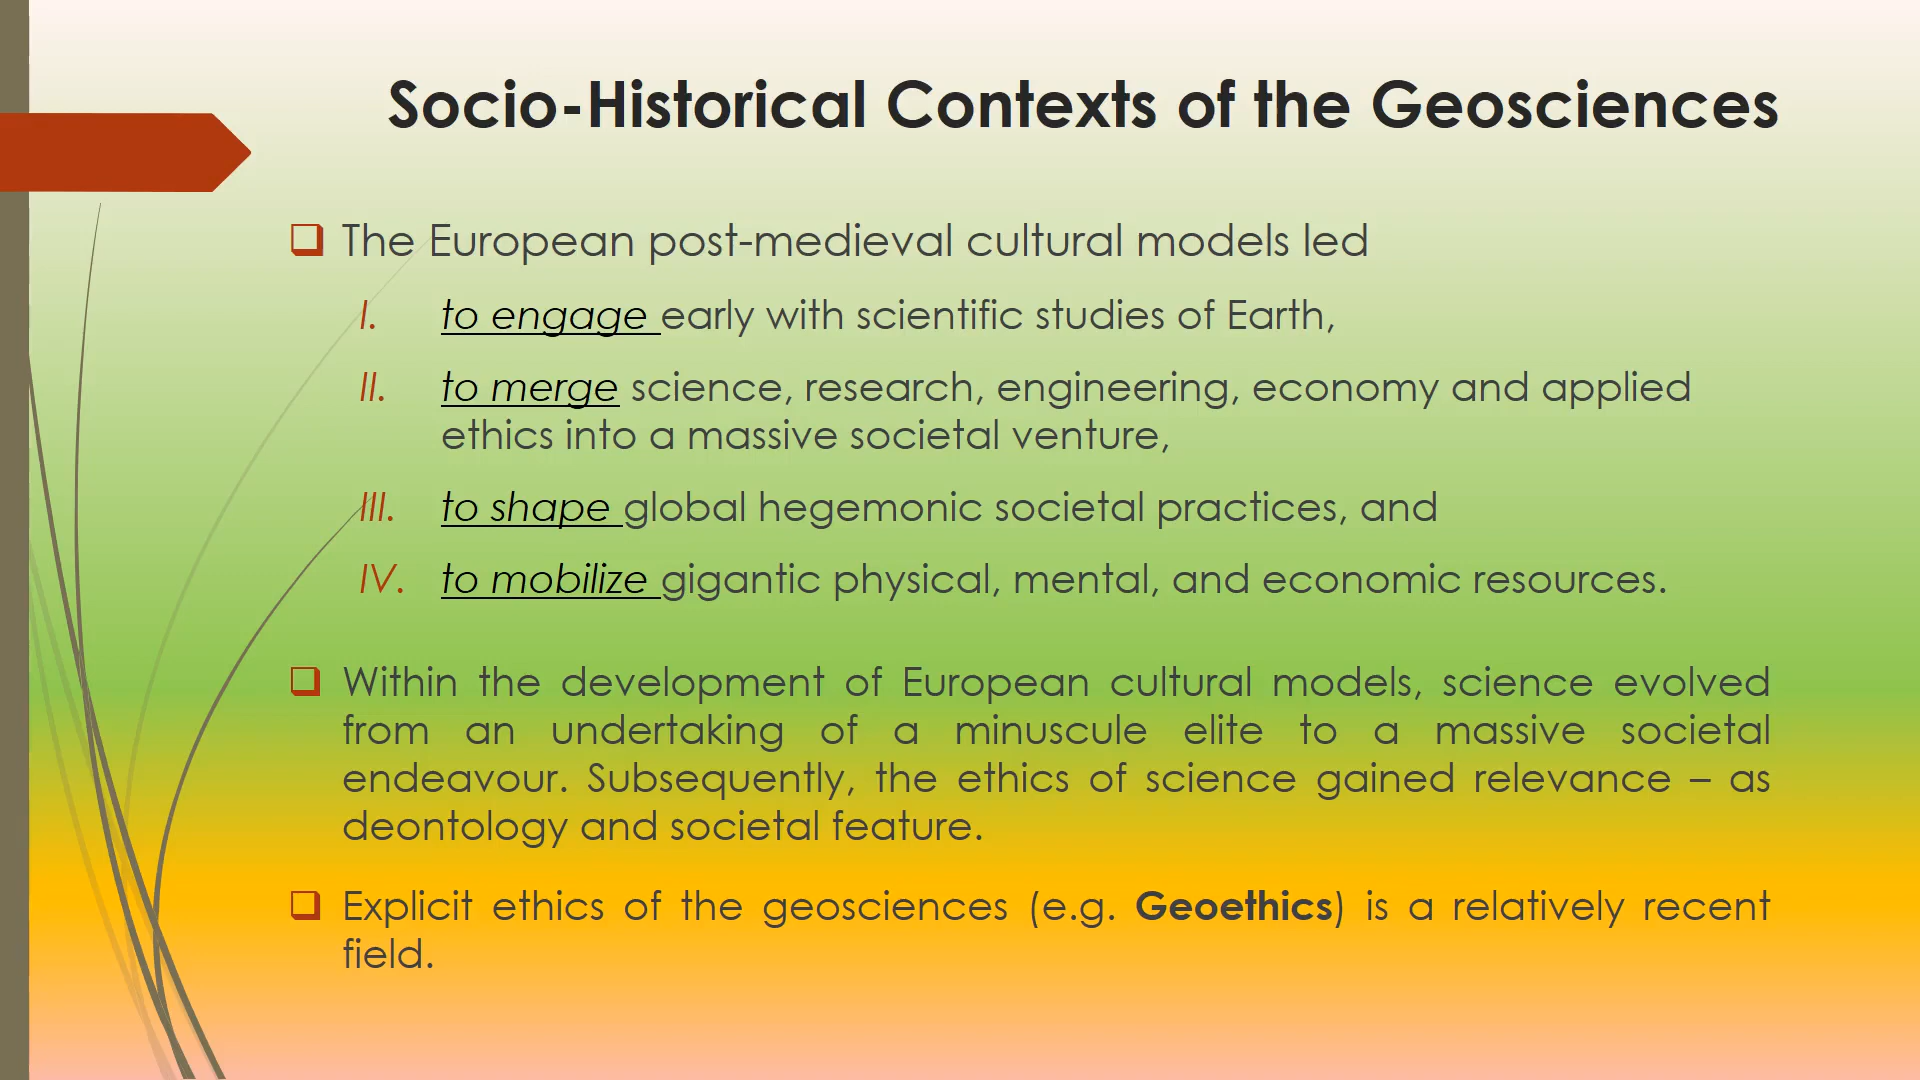 Socio-Historical Contexts of the Geosciences
❑ The European post-medieval cultural models led
I. to engage early with scientific studies of Earth,
II. to merge science, research, engineering, economy and applied
ethics into a massive societal venture,
III. to shape global hegemonic societal practices, and
IV. to mobilize gigantic physical, mental, and economic resources.
❑ Within the development of European cultural models, science evolved
from an undertaking of a minuscule elite to a massive societal
endeavour. Subsequently, the ethics of science gained relevance – as
deontology and societal feature.
❑ Explicit ethics of the geosciences (e.g. Geoethics) is a relatively recent
field.